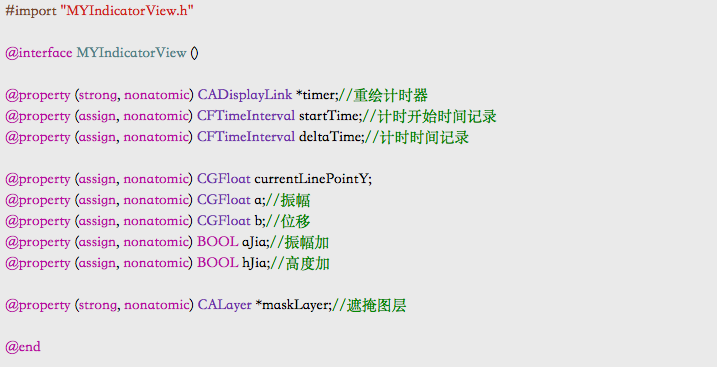 #import "MYIndicatorView.h"
@interface MYIndicatorView ()
@property (strong, nonatomic) CADisplayLink *timer;//重绘计时器
@property (assign, nonatomic) CFTimeInterval startTime;//计时开始时间记录
@property (assign, nonatomic) CFTimeInterval deltaTime;//计时时间记录
@property (assign, nonatomic) CGFloat currentLinePointY;
@property (assign, nonatomic) CGFloat a;//振幅
@property (assign, nonatomic) CGFloat b;//位移
@property (assign, nonatomic) BOOL aJia;//振幅加
@property (assign, nonatomic) BOOL hJia;//高度加
@property (strong, nonatomic) CALayer *maskLayer;//遮掩图层
@end